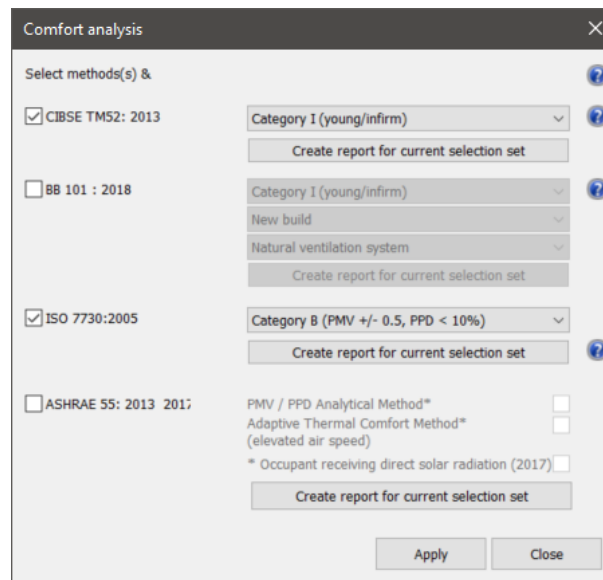 Comfort analysis
Select methods(s) &
CIBSE TM52: 2013
Category I (young/infirm)
Create report for current selection set
BB 101 : 2018
Category I (young/infirm)
New build
Natural ventilation system
Create report for current selection set
ISO 7730:2005
Category B (PMV +/- 0.5, PPD < 10%)
Create report for current selection set
ASHRAE 55: 2013 2017
PMV / PPD Analytical Method*
Adaptive Thermal Comfort Method*
(elevated air speed)
* Occupant receiving direct solar radiation (2017)
Create report for current selection set
Apply
Close